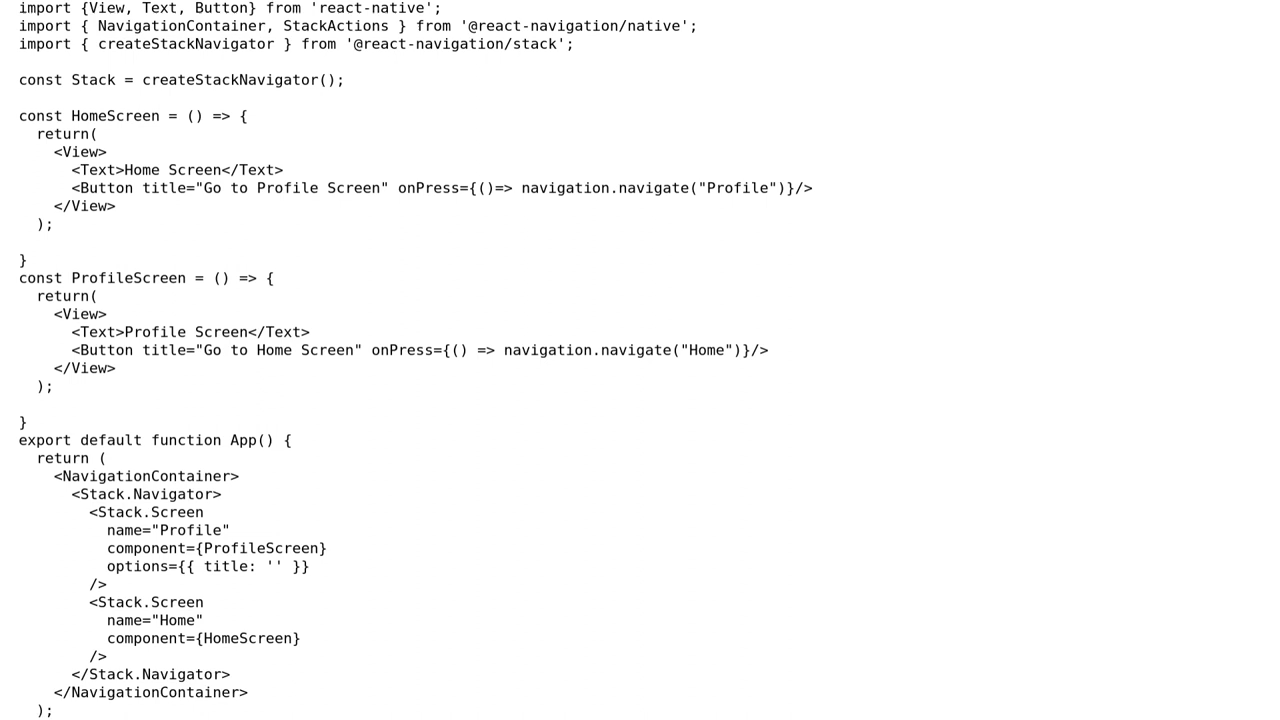 import {View, Text, Button} from 'react-native';
import { NavigationContainer, StackActions } from '@react-navigation/native';
import { createStackNavigator } from '@react-navigation/stack';

const Stack = createStackNavigator();

const HomeScreen = () => {
  return(
    <View>
      <Text>Home Screen</Text>
      <Button title="Go to Profile Screen" onPress={()=> navigation.navigate("Profile")}/>
    </View>
  );

}
const ProfileScreen = () => {
  return(
    <View>
      <Text>Profile Screen</Text>
      <Button title="Go to Home Screen" onPress={() => navigation.navigate("Home")}/>
    </View>
  );

}
export default function App() {
  return (
    <NavigationContainer>
      <Stack.Navigator>
        <Stack.Screen
          name="Profile"
          component={ProfileScreen}
          options={{ title: '' }}
        />
        <Stack.Screen
          name="Home"
          component={HomeScreen}
        />
      </Stack.Navigator>
    </NavigationContainer>
  );